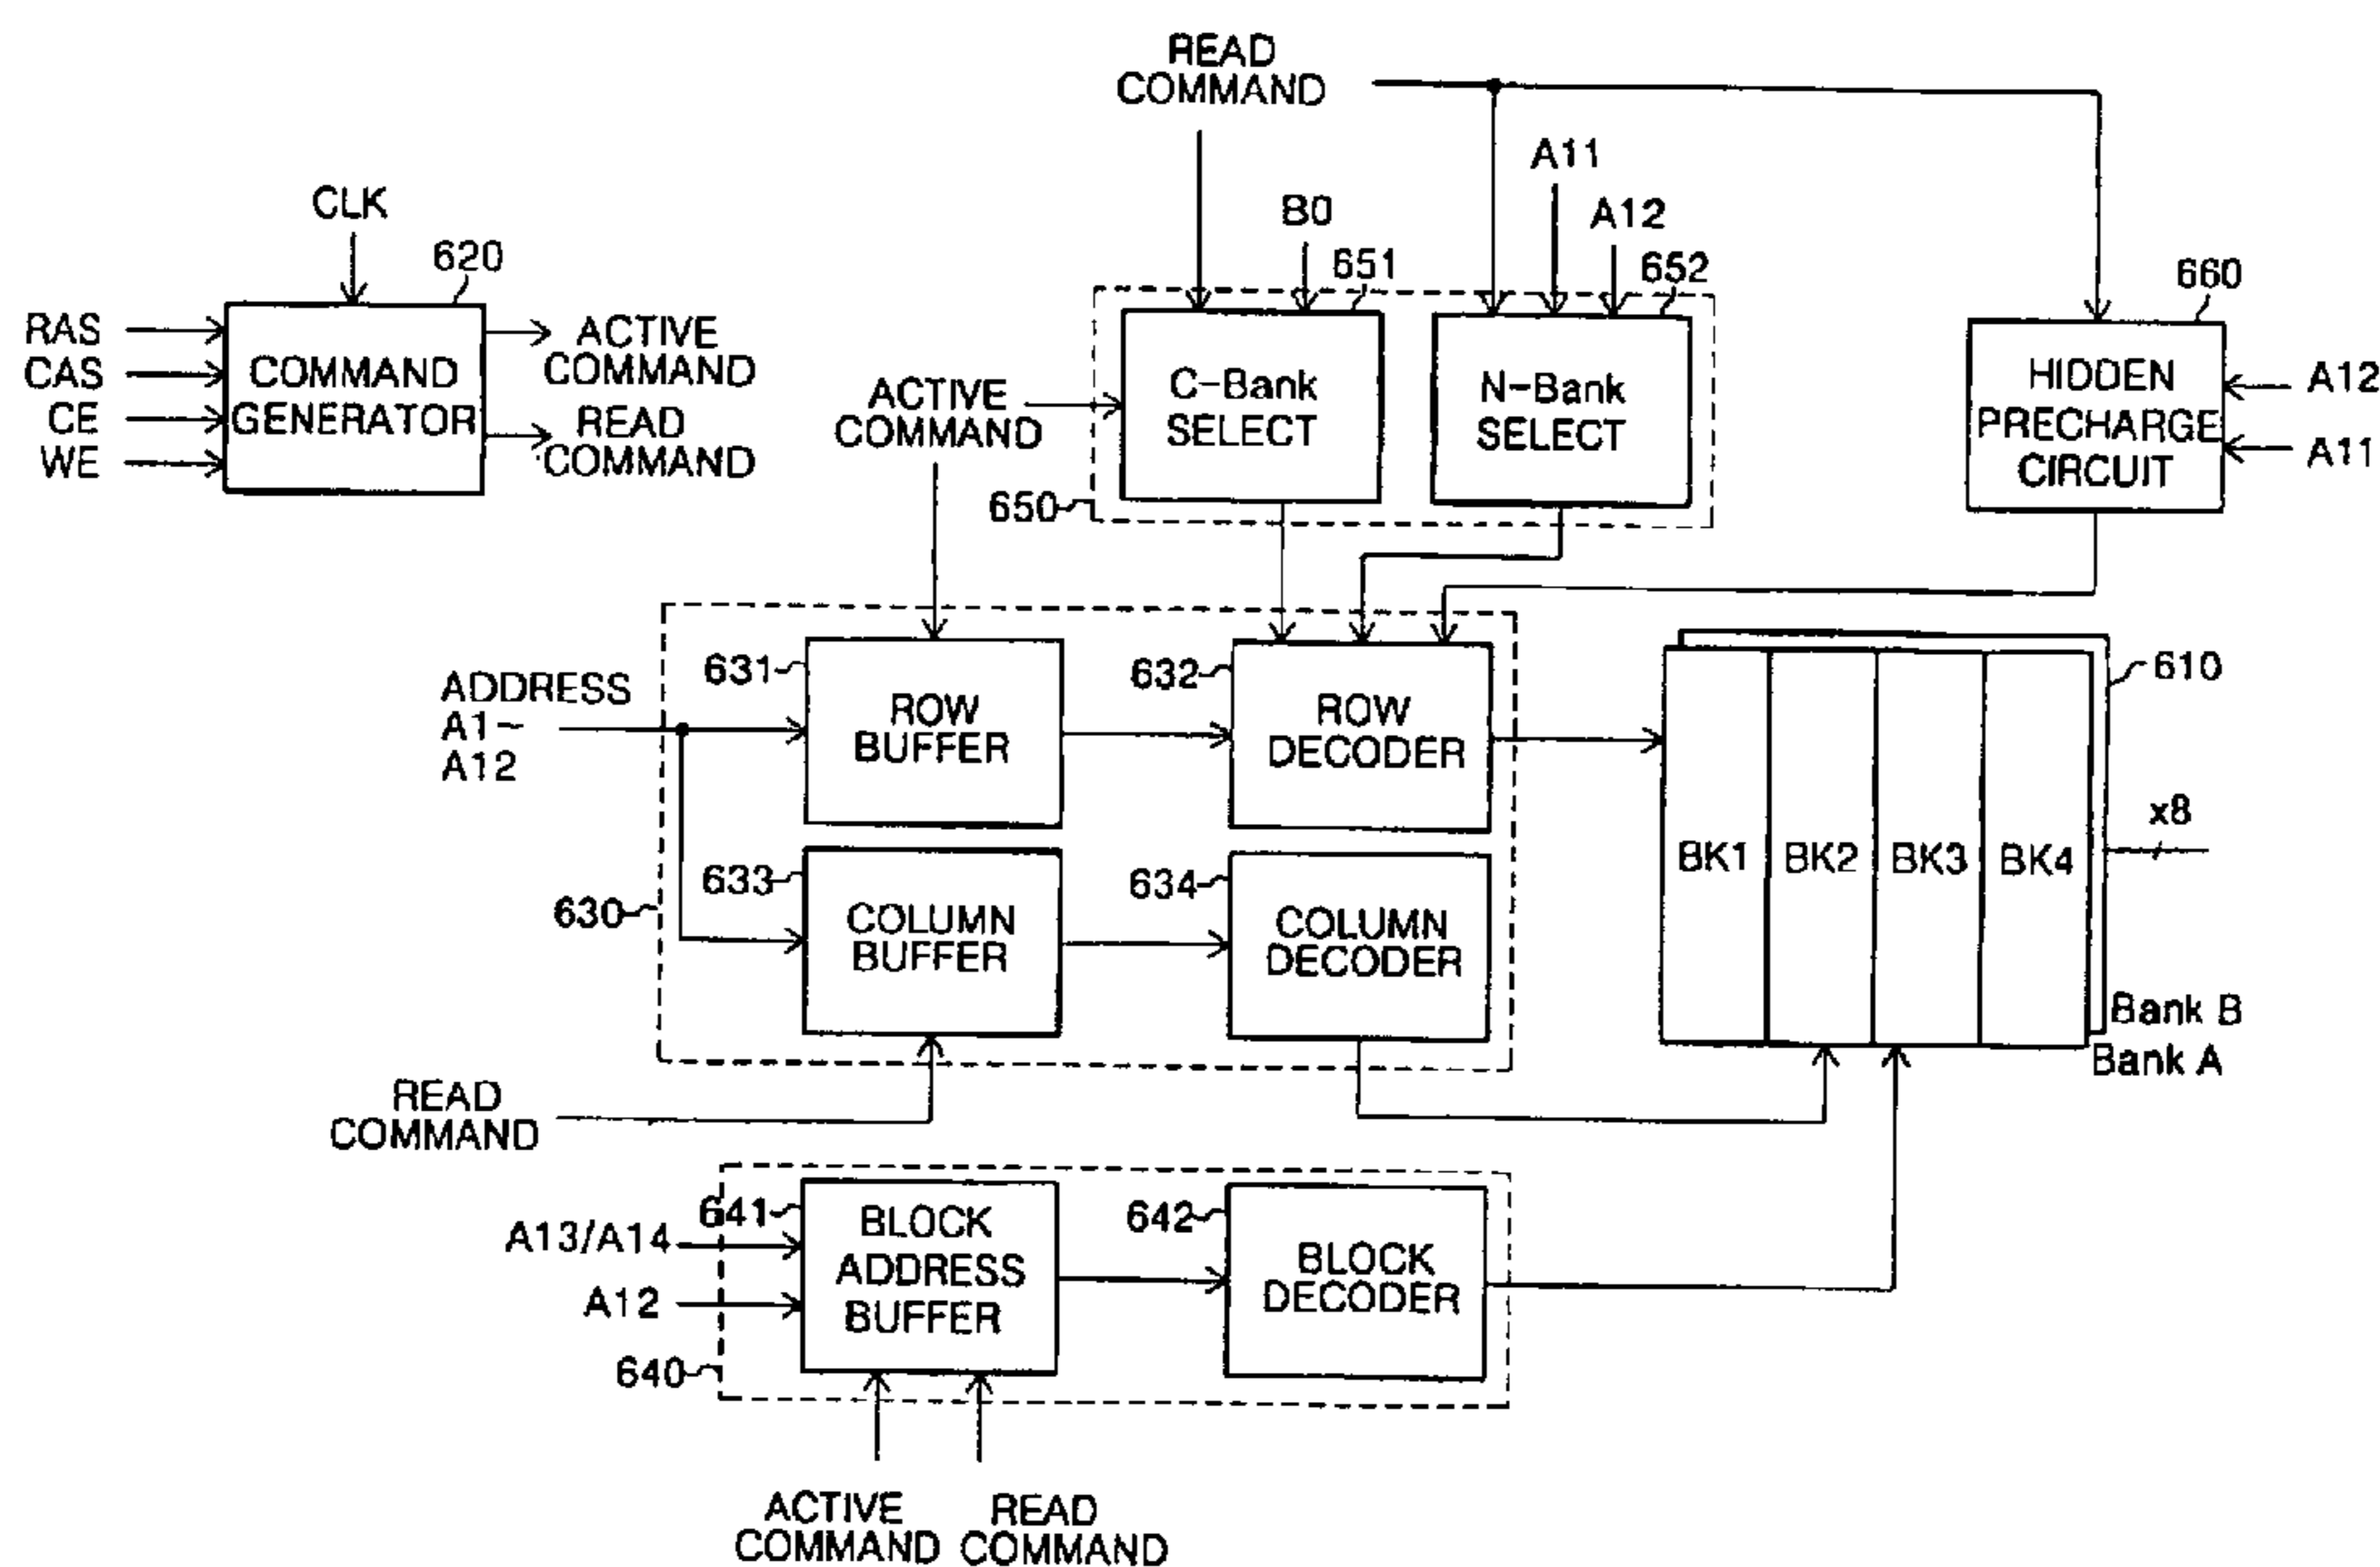 READ
COMMAND
A11
A12
B0
CLK
620
651
652
660
RAS
CAS
CE
WE
COMMAND
GENERATOR
ACTIVE
COMMAND
READ
COMMAND
ACTIVE
COMMAND
C-Bank
SELECT
N-Bank
SELECT
650
HIDDEN
PRECHARGE
CIRCUIT
A12
A11
ADDRESS
A1~
A12
631
ROW
BUFFER
632
ROW
DECODER
610
BK1
BK2
BK3
BK4
x8
630
633
COLUMN
BUFFER
634
COLUMN
DECODER
Bank B
Bank A
READ
COMMAND
A13/A14
A12
641
BLOCK
ADDRESS
BUFFER
642
BLOCK
DECODER
640
ACTIVE
COMMAND
READ
COMMAND